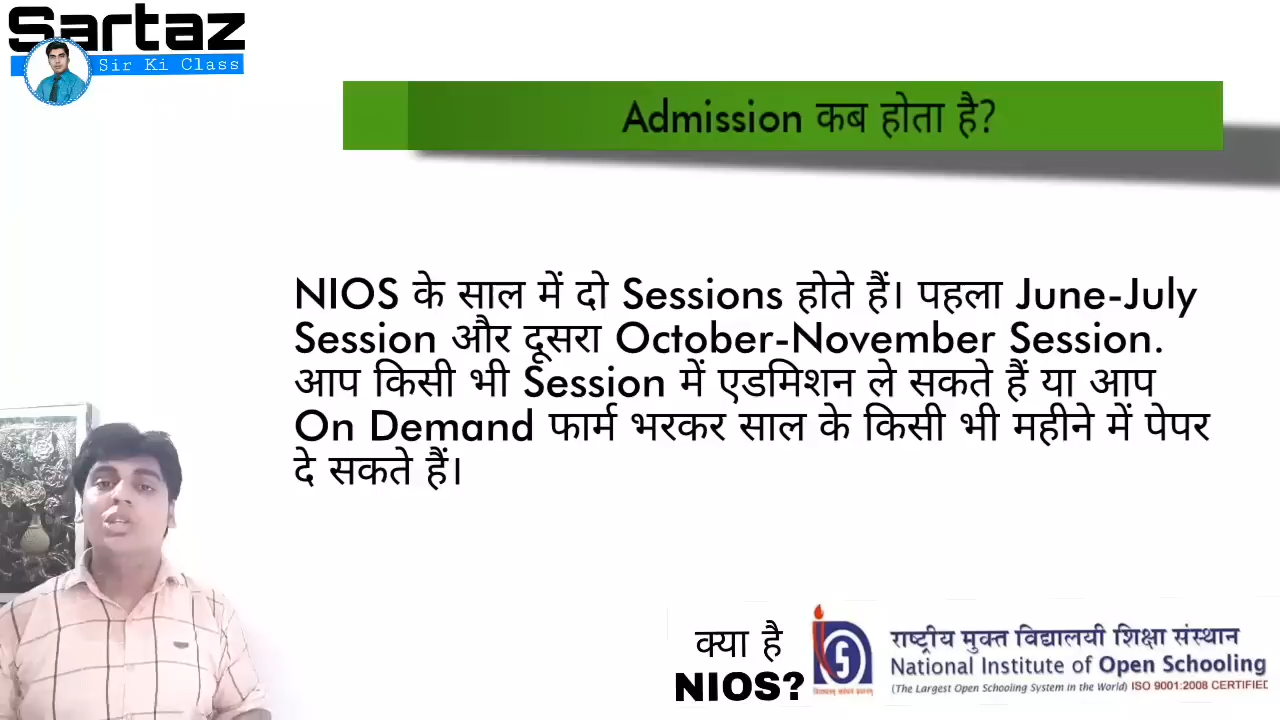 Sartaz
Sir Ki Class
Admission कब होता है?
NIOS के साल में दो Sessions होते हैं। पहला June-July
Session और दूसरा October-November Session.
आप किसी भी Session में एडमिशन ले सकते हैं या आप
On Demand फार्म भरकर साल के किसी भी महीने में पेपर
दे सकते हैं।
क्या है
NIOS?
राष्ट्रीय मुक्त विद्यालयी शिक्षा संस्थान
National Institute of Open Schooling
(The Largest Open Schooling System in the World) ISO 9001:2008 CERTIFIED